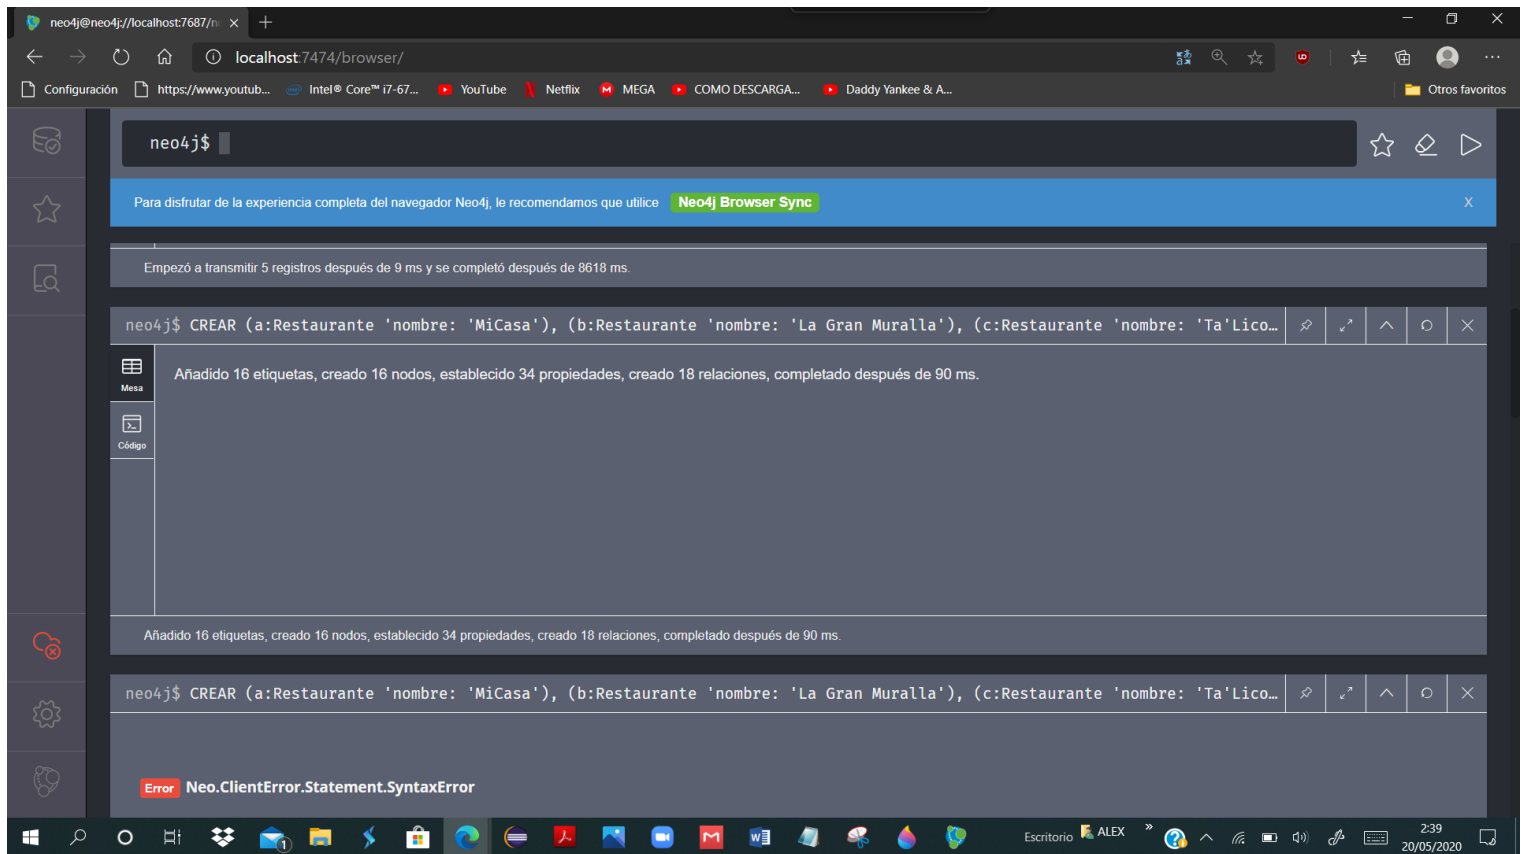 neo4j@neo4j://localhost:7687/n
localhost:7474/browser/
Configuración https://www.youtub... Intel® Core™ i7-67... YouTube Netflix MEGA COMO DESCARGA... Daddy Yankee & A... Otros favoritos
neo4j$
Para disfrutar de la experiencia completa del navegador Neo4j, le recomendamos que utilice Neo4j Browser Sync X
Empezó a transmitir 5 registros después de 9 ms y se completó después de 8618 ms.
neo4j$ CREAR (a:Restaurante 'nombre: 'MiCasa'), (b:Restaurante 'nombre: 'La Gran Muralla'), (c:Restaurante 'nombre: 'Ta'Lico…
Mesa
Añadido 16 etiquetas, creado 16 nodos, establecido 34 propiedades, creado 18 relaciones, completado después de 90 ms.
Código
Añadido 16 etiquetas, creado 16 nodos, establecido 34 propiedades, creado 18 relaciones, completado después de 90 ms.
neo4j$ CREAR (a:Restaurante 'nombre: 'MiCasa'), (b:Restaurante 'nombre: 'La Gran Muralla'), (c:Restaurante 'nombre: 'Ta'Lico…
Error Neo.ClientError.Statement.SyntaxError
Escritorio ALEX 2:39
20/05/2020